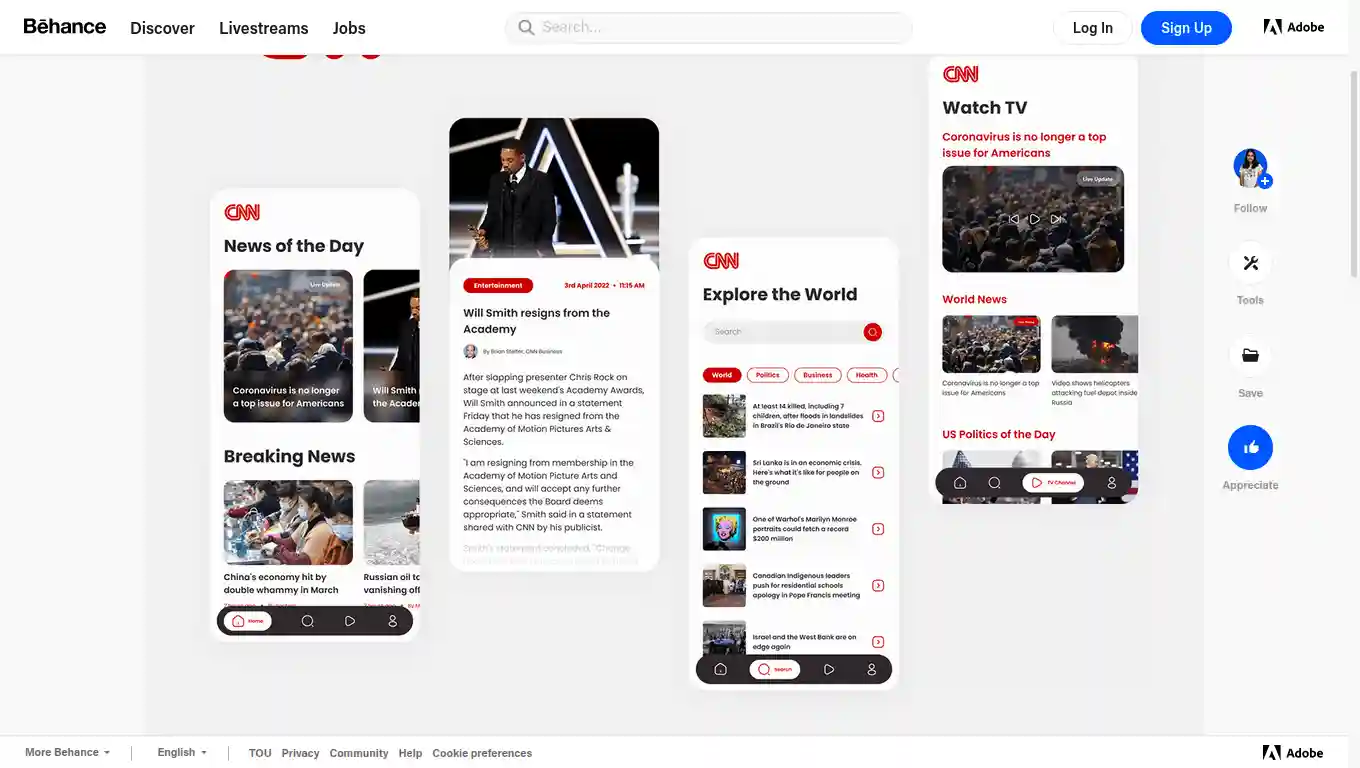 Bēhance
Discover
Livestreams
Jobs
Search...
Log In
Sign Up
Adobe
CNN
News of the Day
Live Update
Coronavirus is no longer
a top issue for Americans
Will Smith
the Acade
Breaking News
China's economy hit by
double whammy in March
Russian oil
vanishing
Home
Entertainment
3rd April 2022 • 11:15 AM
Will Smith resigns from the
Academy
By Brian Stelter, CNN Business
After slapping presenter Chris Rock on
stage at last weekend's Academy Awards,
Will Smith announced in a statement
Friday that he has resigned from the
Academy of Motion Pictures Arts &
Sciences.
"I am resigning from membership in the
Academy of Motion Picture Arts and
Sciences, and will accept any further
consequences the Board deems
appropriate," Smith said in a statement
shared with CNN by his publicist.
Smith's statement concluded, "Change
CNN
Explore the World
Search
World
Politics
Business
Health
At least 14 killed, including 7
children, after floods in landslides
in Brazil's Rio de Janeiro state
Sri Lanka is in an economic crisis.
Here's what it's like for people on
the ground
One of Warhol's Marilyn Monroe
portraits could fetch a record
$200 million
Canadian Indigenous leaders
push for residential schools
apology in Pope Francis meeting
Israel and the West Bank are on
edge again
Search
CNN
Watch TV
Coronavirus is no longer a top
issue for Americans
Live Update
World News
Coronavirus is no longer a top
issue for Americans
Video shows helicopters
attacking fuel depot inside
Russia
US Politics of the Day
TV Channel
Follow
Tools
Save
Appreciate
More Behance
English
TOU
Privacy
Community
Help
Cookie preferences
Adobe